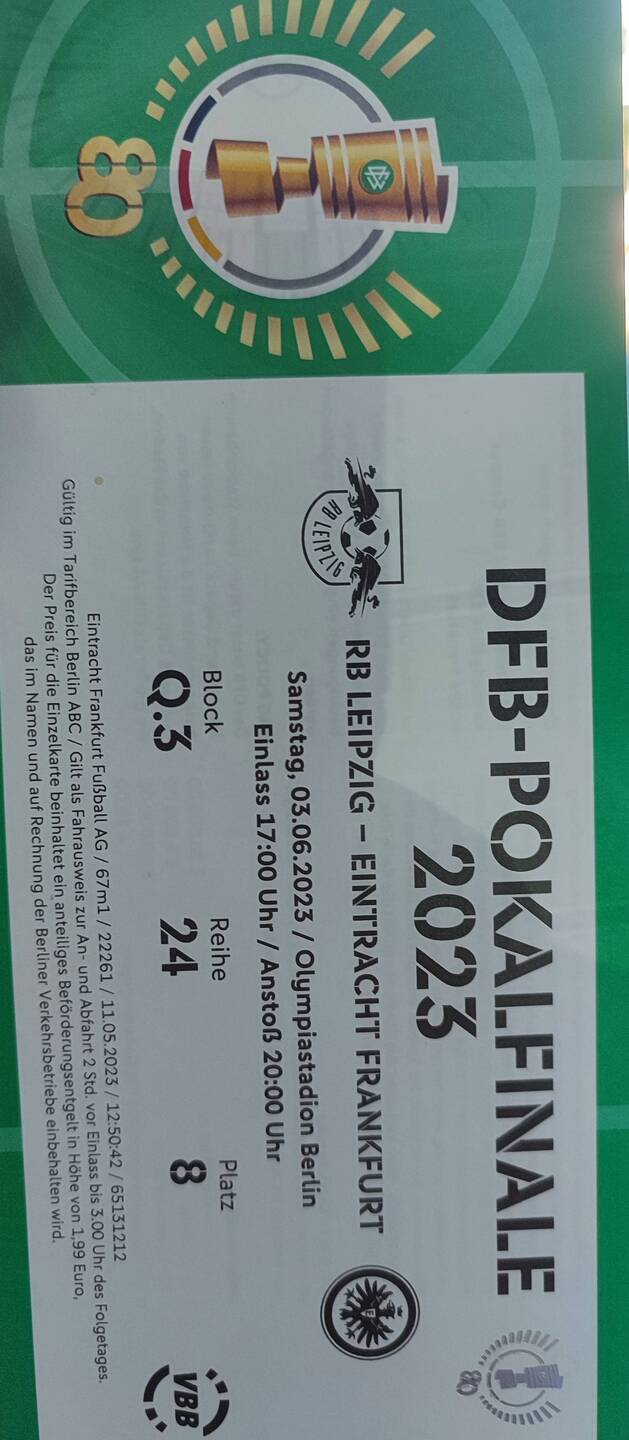 80
DFB-POKALFINALE
2023
RB LEIPZIG
RB LEIPZIG – EINTRACHT FRANKFURT
Samstag, 03.06.2023 / Olympiastadion Berlin
Einlass 17:00 Uhr / Anstoß 20:00 Uhr
Block Reihe Platz
Q.3 24 8
Eintracht Frankfurt Fußball AG / 67m1 / 22261 / 11.05.2023 / 12:50:42 / 65131212
Gültig im Tarifbereich Berlin ABC / Gilt als Fahrausweis zur An- und Abfahrt 2 Std. vor Einlass bis 3.00 Uhr des Folgetages.
Der Preis für die Einzelkarte beinhaltet ein anteiliges Beförderungsentgelt in Höhe von 1,99 Euro,
das im Namen und auf Rechnung der Berliner Verkehrsbetriebe einbehalten wird.
VBB
80